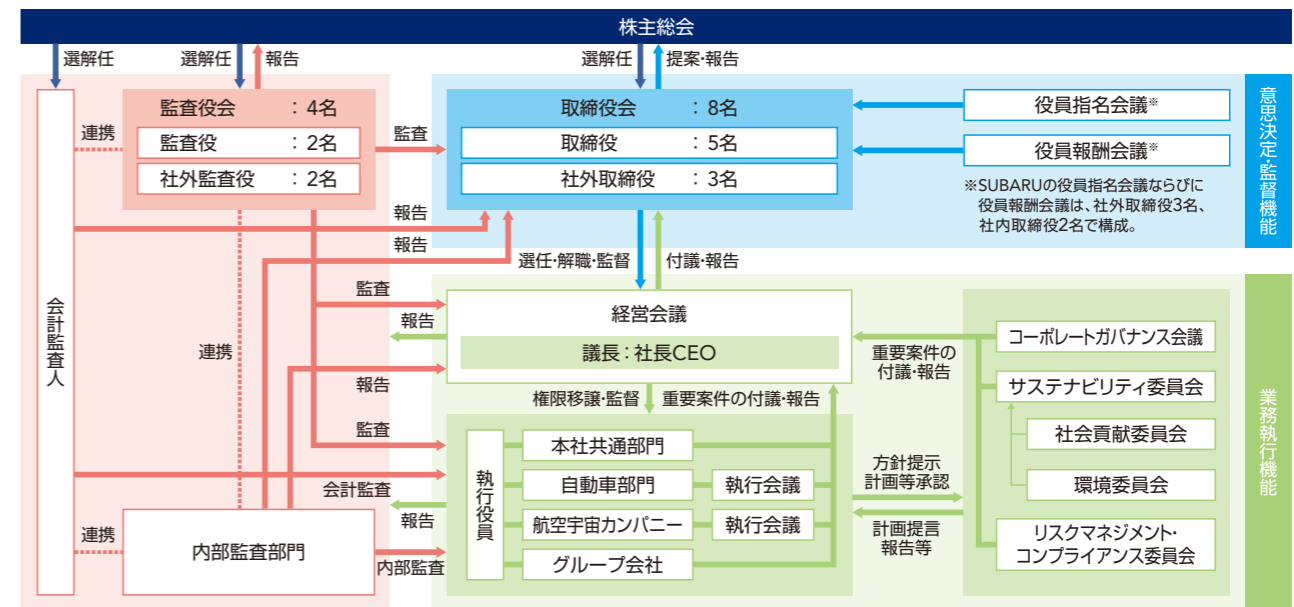 株主総会
選解任
選解任
報告
選解任
提案・報告
監査役会 ：4名
監査役 ：2名
社外監査役 ：2名
連携
監査
取締役会 ：8名
取締役 ：5名
社外取締役 ：3名
役員指名会議※
役員報酬会議※
※SUBARUの役員指名会議ならびに
役員報酬会議は、社外取締役3名、
社内取締役2名で構成。
意思決定・監督機能
報告
報告
選任・解職・監督
付議・報告
会計監査人
連携
監査
報告
報告
経営会議
議長：社長CEO
重要案件の
付議・報告
コーポレートガバナンス会議
サステナビリティ委員会
社会貢献委員会
環境委員会
リスクマネジメント・
コンプライアンス委員会
業務執行機能
権限移譲・監督
重要案件の付議・報告
監査
会計監査
報告
執行役員
本社共通部門
自動車部門
執行会議
航空宇宙カンパニー
執行会議
グループ会社
方針提示
計画等承認
計画提言
報告等
連携
内部監査部門
内部監査